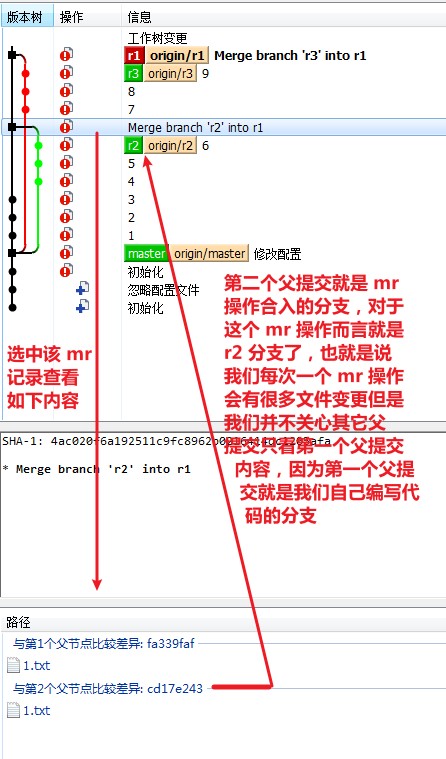 版本树 操作 信息
工作树变更
r1 origin/r1 Merge branch 'r3' into r1
r3 origin/r3 9
8
7
Merge branch 'r2' into r1
r2 origin/r2 6
5
4
3
2
1
master origin/master 修改配置
初始化
忽略配置文件
初始化
第二个父提交就是 mr
操作合入的分支，对于
这个 mr 操作而言就是
r2 分支了，也就是说
我们每次一个 mr 操作
会有很多文件变更但是
我们并不关心其它父
提交只看第一个父提交
内容，因为第一个父提
交就是我们自己编写代
码的分支
选中该 mr
记录查看
如下内容
SHA-1:
* Merge branch 'r2' into r1
路径
与第1个父节点比较差异: fa339faf
1.txt
与第2个父节点比较差异: cd17e243
1.txt